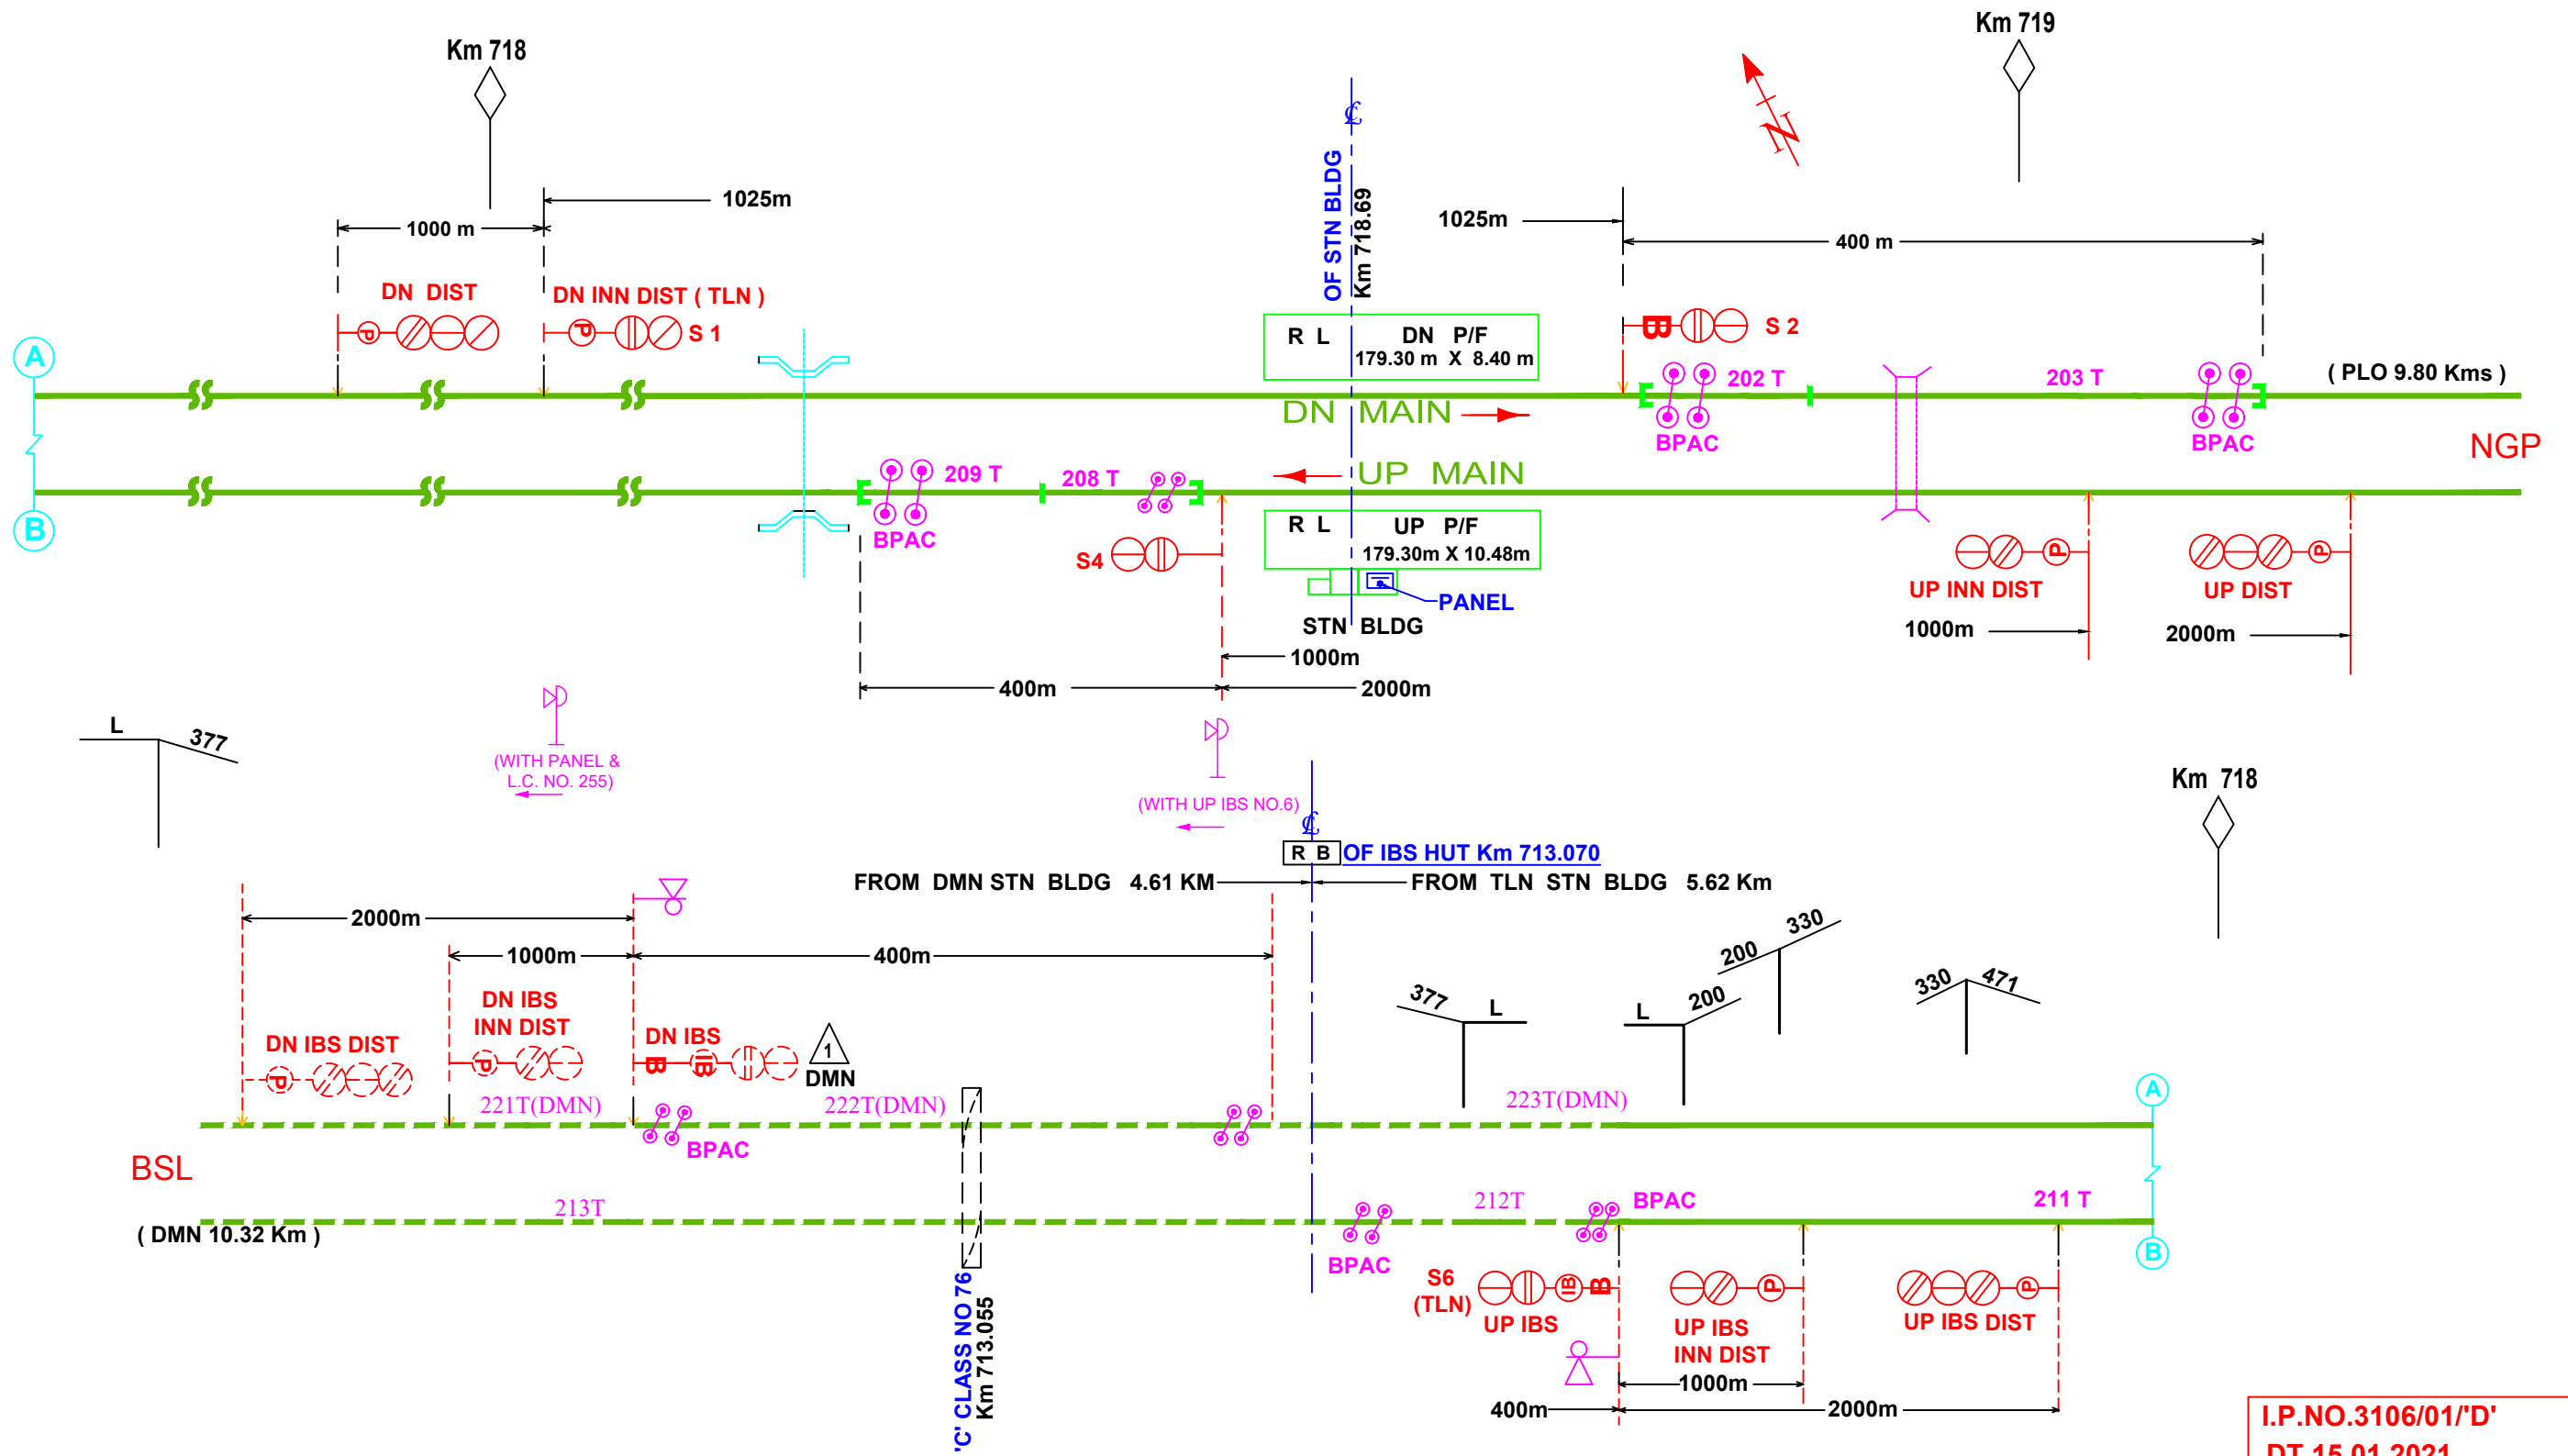 Km 718
Km 719
N
℄
OF STN BLDG
Km 718.69
1025m
1000 m
1025m
400 m
DN DIST
DN INN DIST ( TLN )
P
P
S 1
B
S 2
R L DN P/F
179.30 m X 8.40 m
A
202 T
203 T
( PLO 9.80 Kms )
DN MAIN
BPAC
BPAC
NGP
UP MAIN
209 T
208 T
B
BPAC
R L UP P/F
179.30m X 10.48m
S4
P
P
UP INN DIST
UP DIST
PANEL
STN BLDG
1000m
2000m
1000m
400m
2000m
L
377
(WITH PANEL &
L.C. NO. 255)
(WITH UP IBS NO.6)
Km 718
℄
R B
OF IBS HUT Km 713.070
FROM DMN STN BLDG 4.61 KM
FROM TLN STN BLDG 5.62 Km
2000m
1000m
400m
200
330
377
L
L
200
330
471
DN IBS
INN DIST
DN IBS DIST
DN IBS
P
P
B
IB
1
DMN
221T(DMN)
222T(DMN)
223T(DMN)
A
BPAC
BSL
213T
212T
BPAC
211 T
( DMN 10.32 Km )
BPAC
B
'C' CLASS NO 76
Km 713.055
S6
(TLN)
IB
B
P
P
UP IBS
UP IBS
INN DIST
UP IBS DIST
1000m
400m
2000m
I.P.NO.3106/01/'D'
DT.15.01.2021